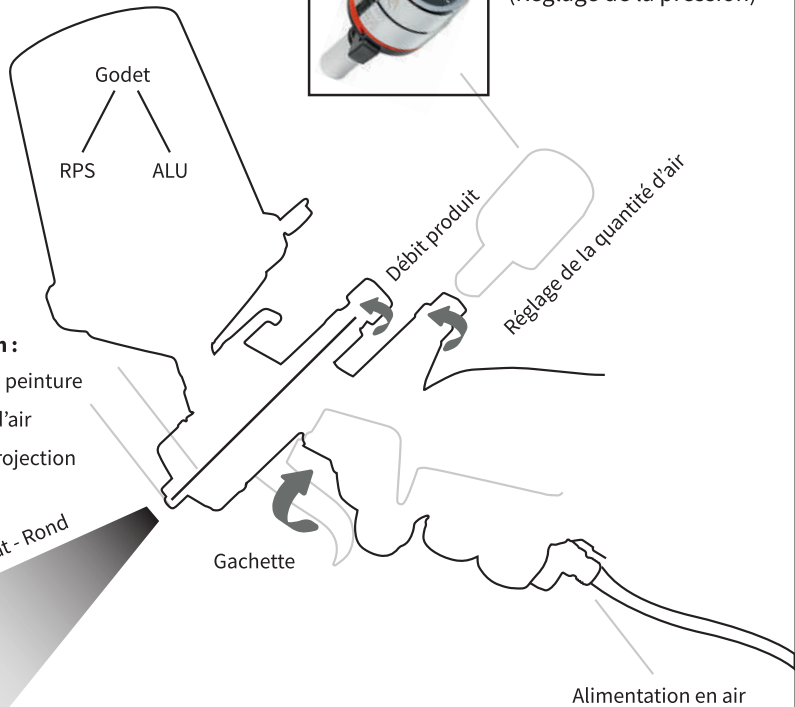 (Réglage de la pression)
Godet
RPS
ALU
Débit produit
Réglage de la quantité d'air
:
peinture
d'air
- Rond
Gachette
Alimentation en air